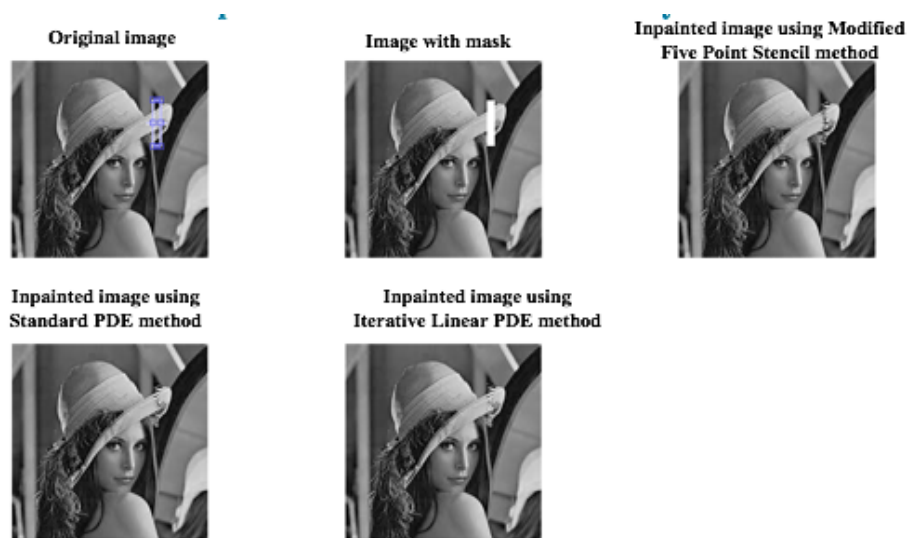 Original image
Image with mask
Inpainted image using Modified
Five Point Stencil method
Inpainted image using
Standard PDE method
Inpainted image using
Iterative Linear PDE method